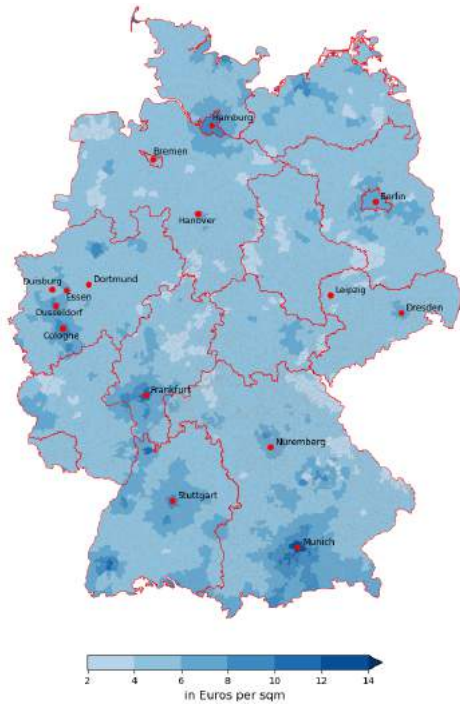 Hamburg
Bremen
Berlin
Hanover
Duisburg
Dortmund
Essen
Leipzig
Dusseldorf
Dresden
Cologne
Frankfurt
Nuremberg
Stuttgart
Munich
2 4 6 8 10 12 14
in Euros per sqm